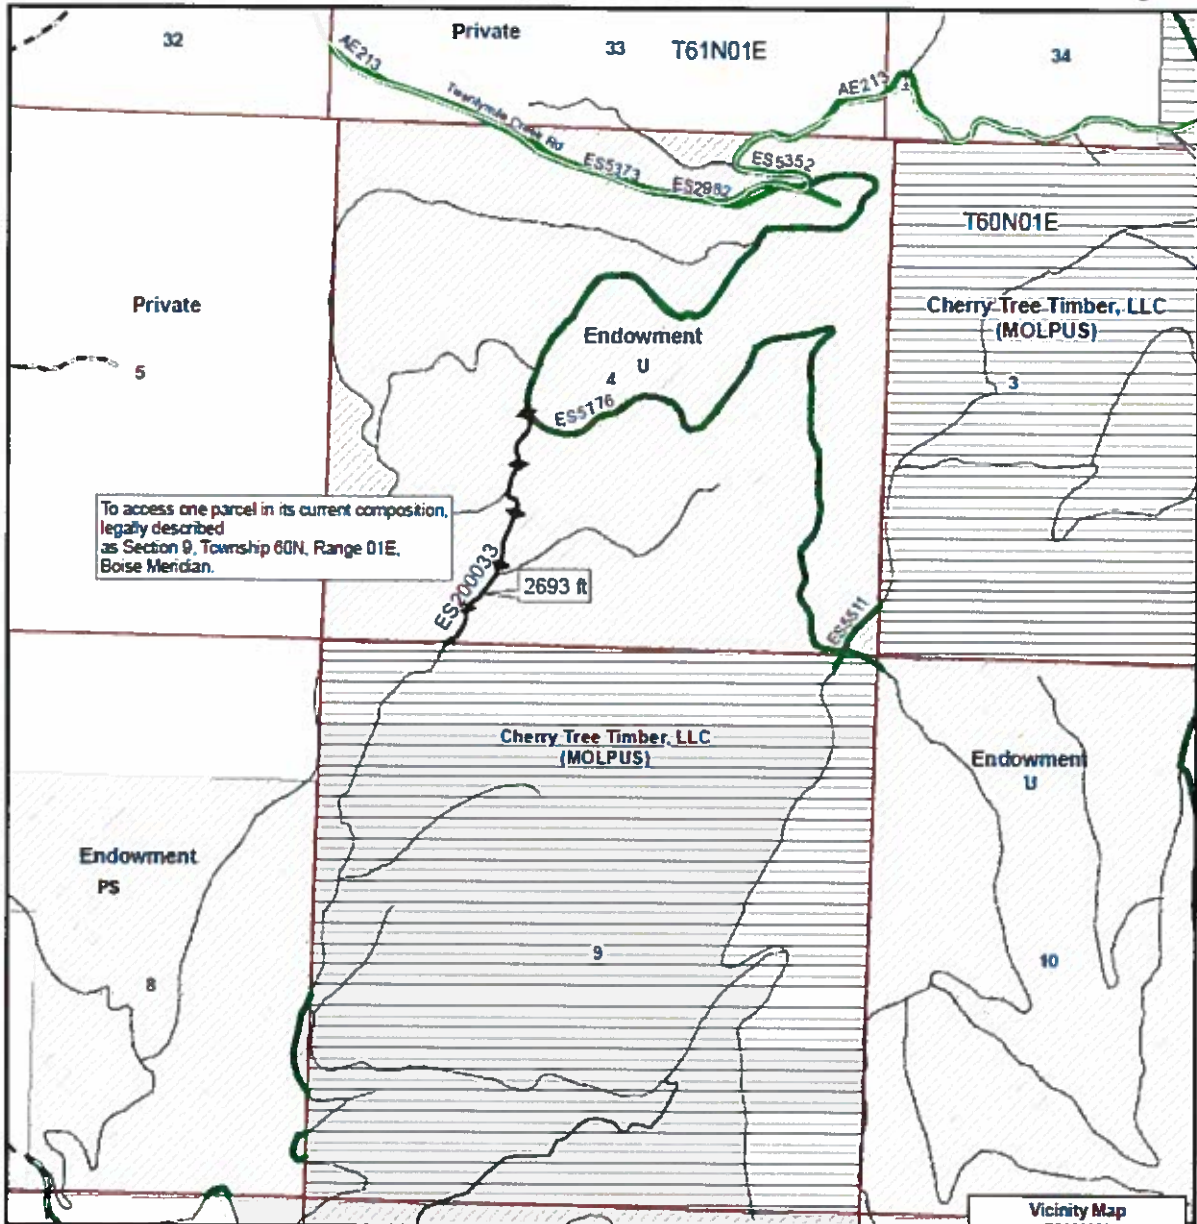 32
Private
33
T61N01E
34
AE213
AE213
Twentymile Creek Rd
ES5373
ES2982
ES5352
T60N01E
Private
5
Endowment
U
4
ES5776
Cherry Tree Timber, LLC
(MOLPUS)
3
To access one parcel in its current composition,
legally described
as Section 9, Township 60N, Range 01E,
Boise Meridian.
ES200033
2693 ft
ES5511
Cherry Tree Timber, LLC
(MOLPUS)
Endowment
U
Endowment
PS
8
9
10
Vicinity Map